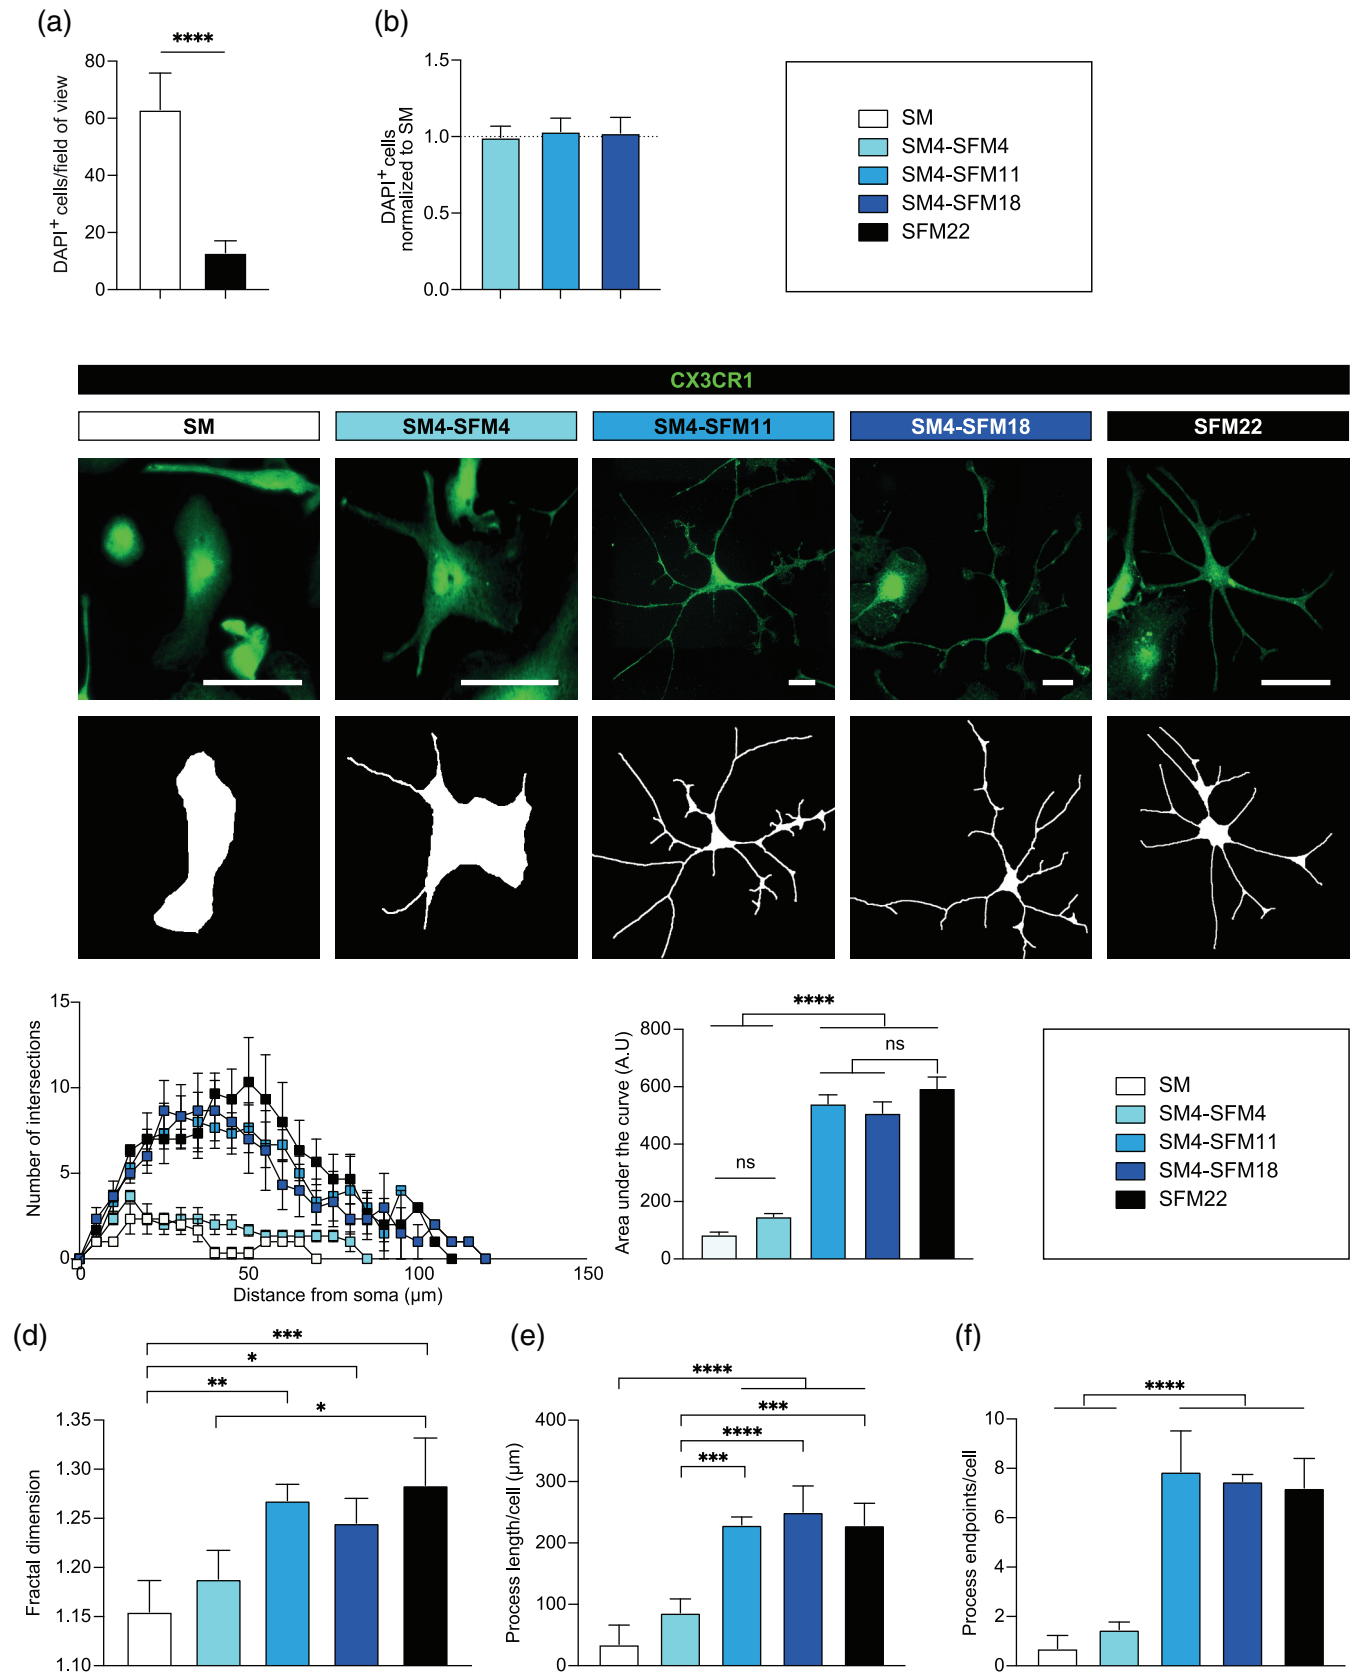 (a)
****
80
60
40
20
0
DAPI+ cells/field of view
(b)
1.5
1.0
0.5
0.0
DAPI+ cells
normalized to SM
SM
SM4-SFM4
SM4-SFM11
SM4-SFM18
SFM22
CX3CR1
SM
SM4-SFM4
SM4-SFM11
SM4-SFM18
SFM22
15
10
5
0
Number of intersections
0
50
100
150
Distance from soma (µm)
****
ns
ns
800
600
400
200
0
Area under the curve (A.U)
SM
SM4-SFM4
SM4-SFM11
SM4-SFM18
SFM22
(d)
***
*
**
*
1.35
1.30
1.25
1.20
1.15
1.10
Fractal dimension
(e)
****
***
****
***
400
300
200
100
0
Process length/cell (µm)
(f)
****
10
8
6
4
2
0
Process endpoints/cell